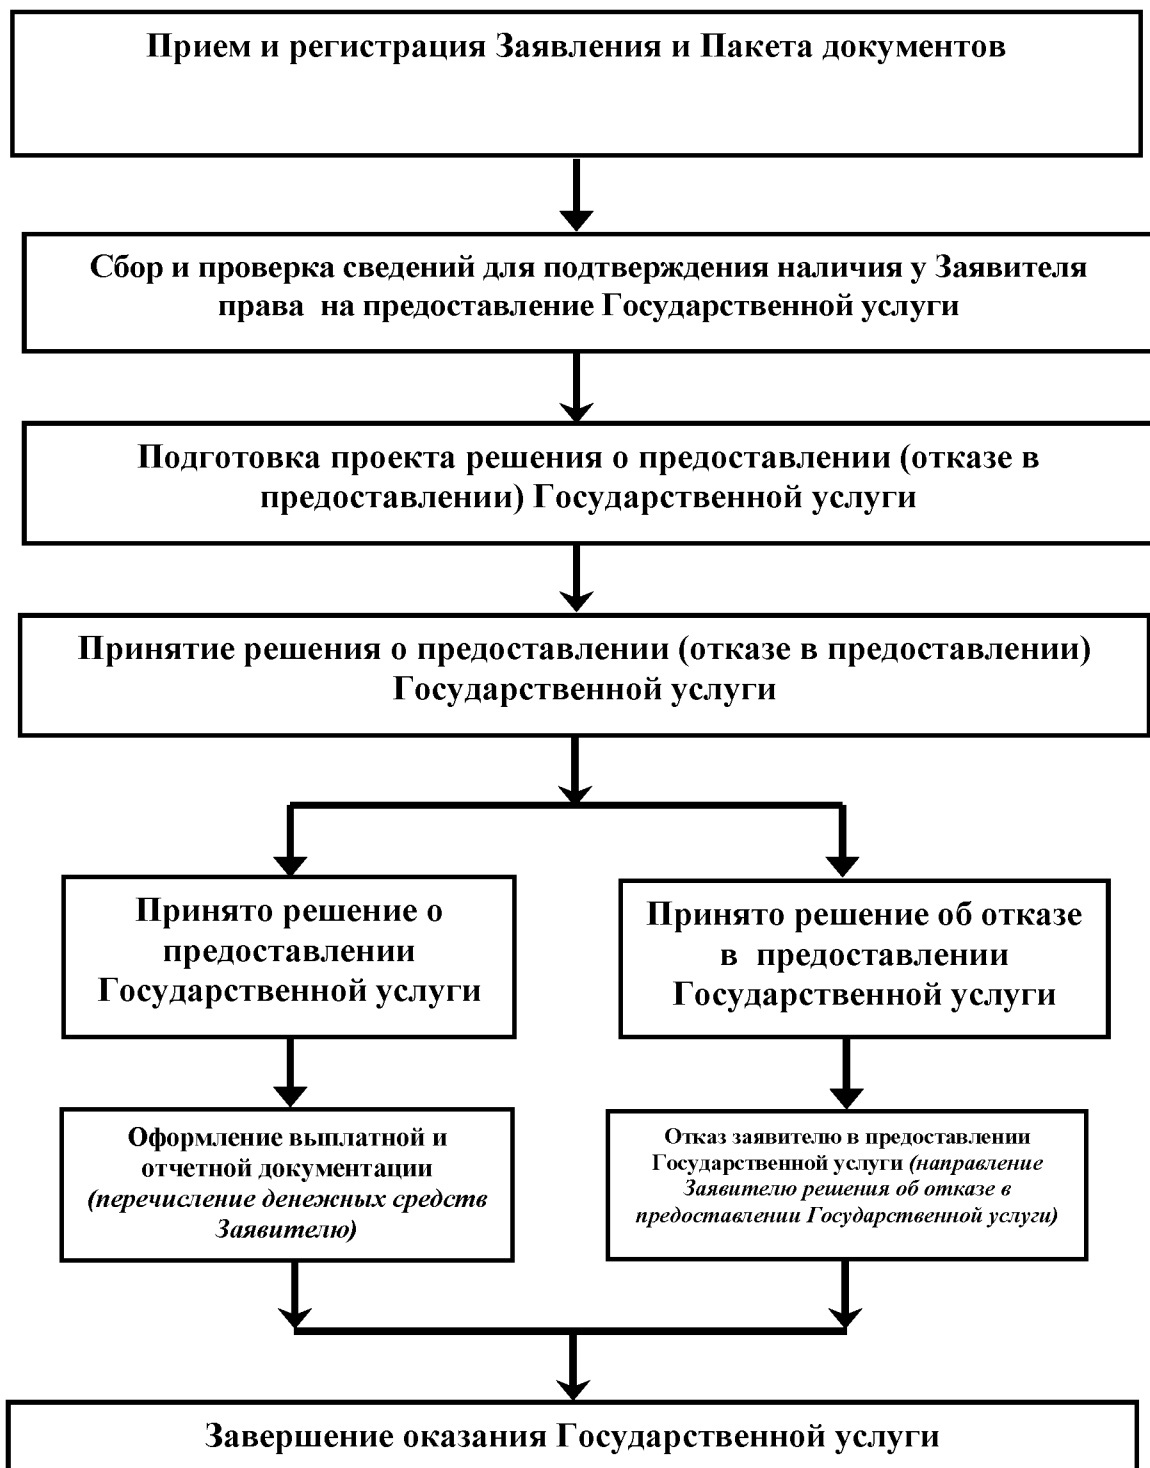 Прием и регистрация Заявления и Пакета документов
Сбор и проверка сведений для подтверждения наличия у Заявителя
права на предоставление Государственной услуги
Подготовка проекта решения о предоставлении (отказе в
предоставлении) Государственной услуги
Принятие решения о предоставлении (отказе в предоставлении)
Государственной услуги
Принято решение о
предоставлении
Государственной услуги
Принято решение об отказе
в предоставлении
Государственной услуги
Оформление выплатной и
отчетной документации
(перечисление денежных средств
Заявителю)
Отказ заявителю в предоставлении
Государственной услуги (направление
Заявителю решения об отказе в
предоставлении Государственной услуги)
Завершение оказания Государственной услуги